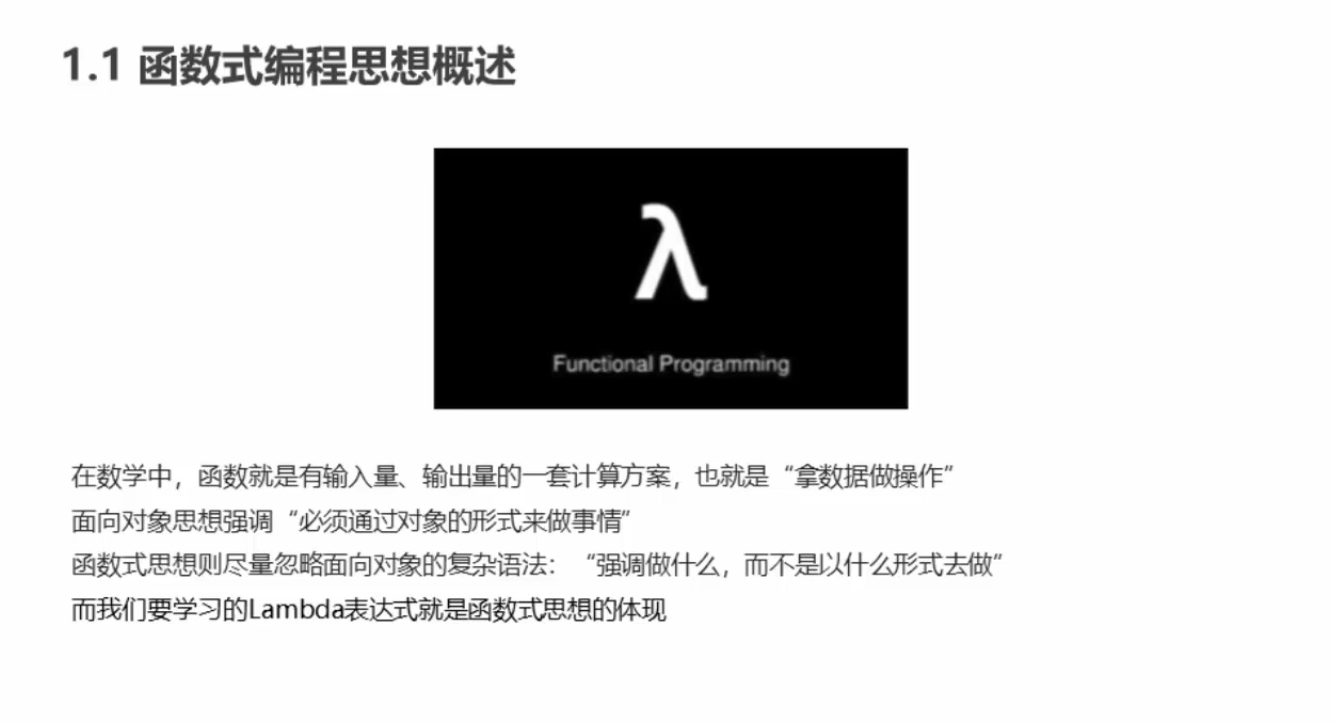 1.1 函数式编程思想概述
λ
Functional Programming
在数学中，函数就是有输入量、输出量的一套计算方案，也就是“拿数据做操作”
面向对象思想强调“必须通过对象的形式来做事情”
函数式思想则尽量忽略面向对象的复杂语法：“强调做什么，而不是以什么形式去做”
而我们要学习的Lambda表达式就是函数式思想的体现